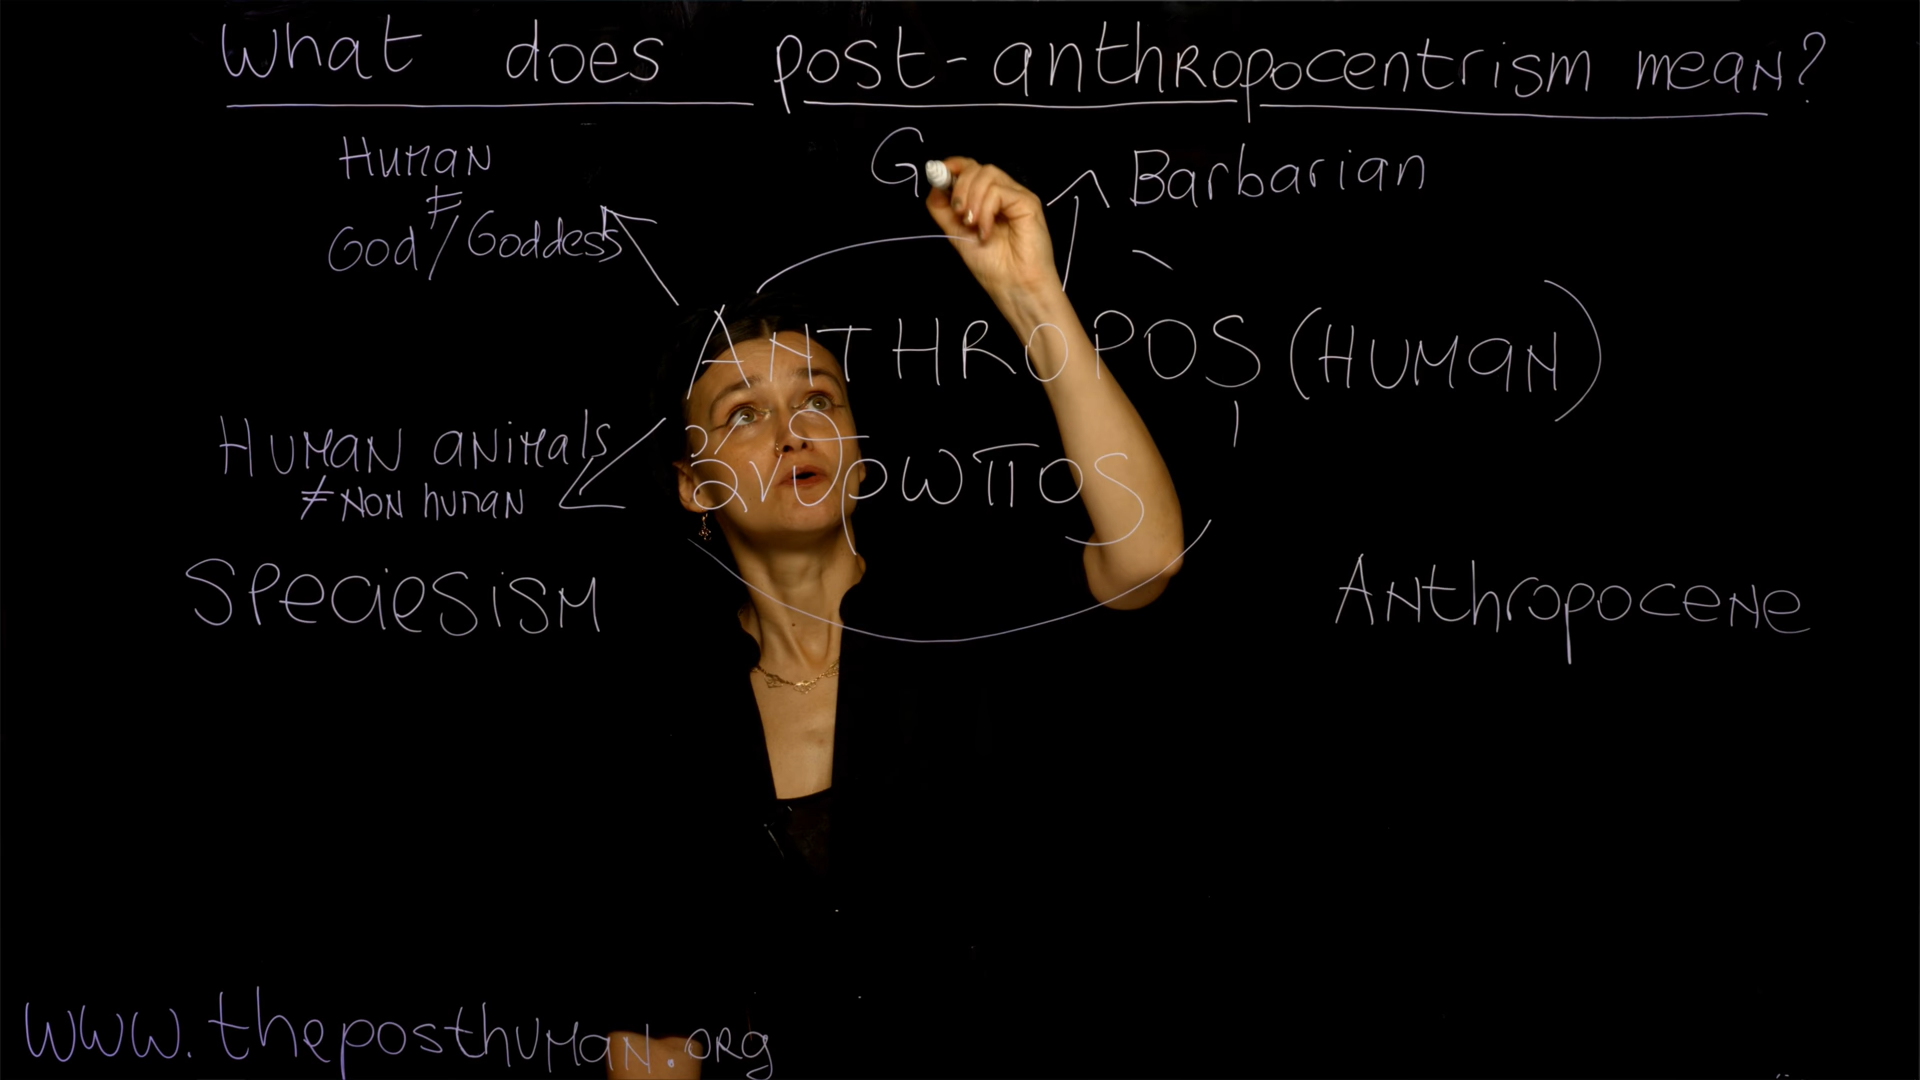 What does post-anthropocentrism mean?
Human
≠
God/Goddess
G
Barbarian
ANTHROPOS (HUMAN)
ἄνθρωπος
Human animals
≠ non human
Speciesism
Anthropocene
www.theposthuman.org